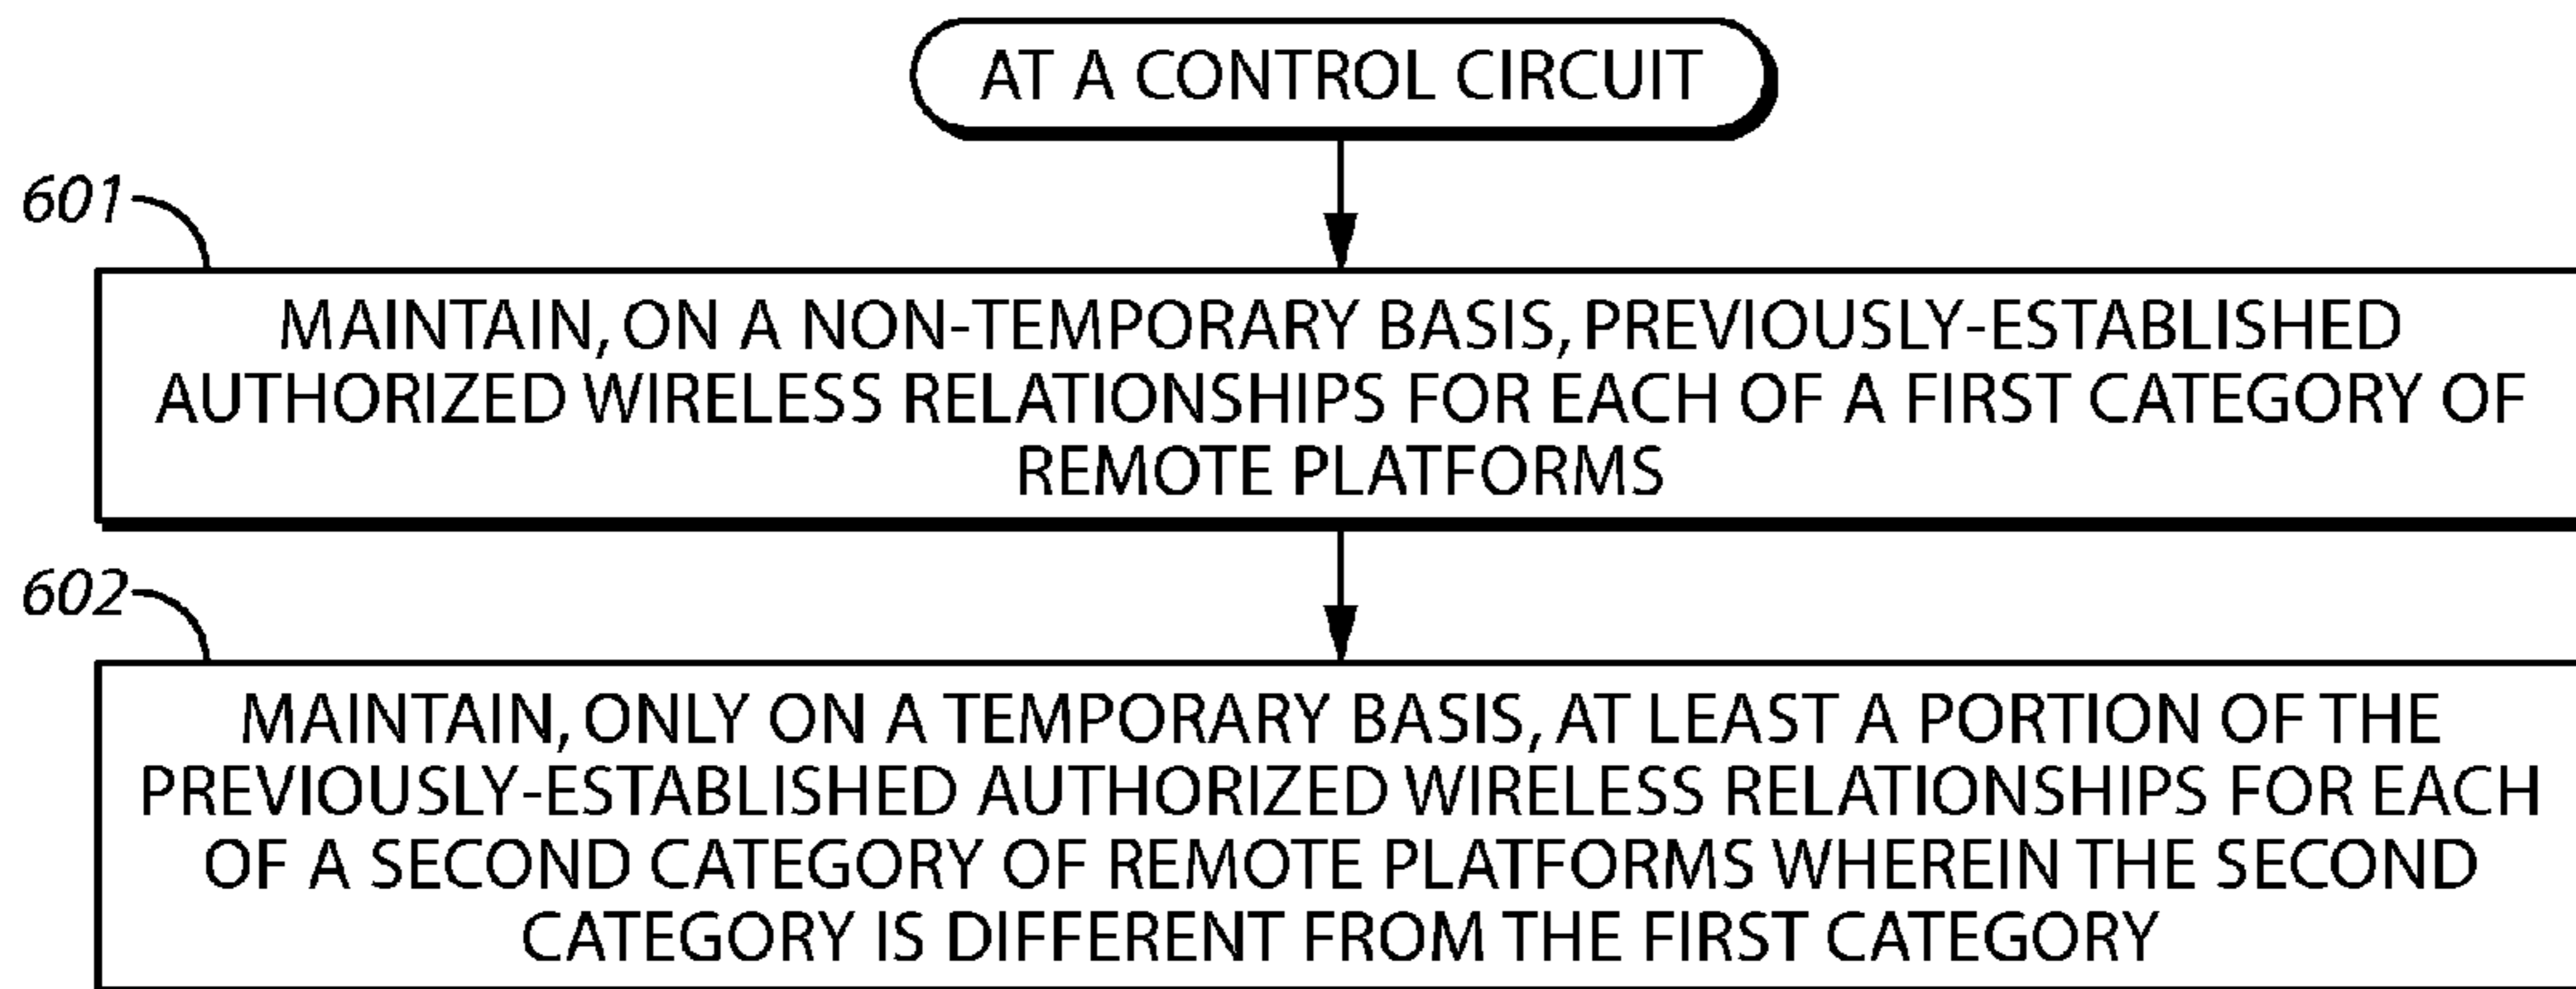 AT A CONTROL CIRCUIT
601
MAINTAIN, ON A NON-TEMPORARY BASIS, PREVIOUSLY-ESTABLISHED
AUTHORIZED WIRELESS RELATIONSHIPS FOR EACH OF A FIRST CATEGORY OF
REMOTE PLATFORMS
602
MAINTAIN, ONLY ON A TEMPORARY BASIS, AT LEAST A PORTION OF THE
PREVIOUSLY-ESTABLISHED AUTHORIZED WIRELESS RELATIONSHIPS FOR EACH
OF A SECOND CATEGORY OF REMOTE PLATFORMS WHEREIN THE SECOND
CATEGORY IS DIFFERENT FROM THE FIRST CATEGORY